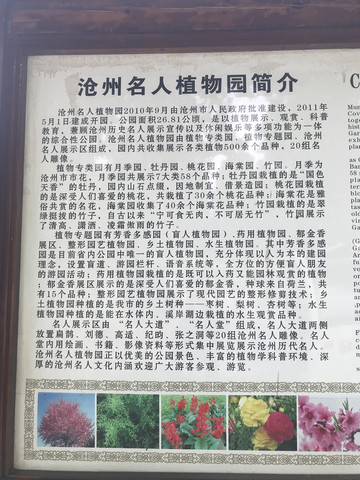 沧州名人植物园简介
沧州名人植物园2010年9月由沧州市人民政府批准建设，2011年
5月1日建成开园。公园面积26.81公顷，是以植物展示、观赏、科普
教育，兼顾沧州历史名人展示宣传以及休闲娱乐等多项功能为一体
的综合性公园。沧州名人植物园由植物专类园、植物专题园、沧州
名人展示区组成，园内共收集展示各类植物500余个品种，20组名
人雕像。
植物专类园有月季园、牡丹园、桃花园、海棠园、竹园。月季为
沧州市市花；月季园共展示7大类58个品种；牡丹园栽植的是“国色
天香”的牡丹，园内山石点缀，因地制宜、借景造园；桃花园栽植
的是深受人们喜爱的桃花，共栽植了30余个桃花品种；海棠花是雅
俗共赏的名花，海棠园收集了40余个海棠花品种；竹园栽植的是翠
绿挺拔的竹子，自古以来“宁可食无肉，不可居无竹”，竹园展示
了清高、潇洒、凌霜傲雨的竹子。
植物专题园有芳香多感园（盲人植物园）、药用植物园、郁金香
展区、整形园艺植物园、乡土植物园、水生植物园。其中芳香多感
园是目前省内公园中唯一的盲人植物园，充分体现以人为本的建园
理念，设置盲道、游园栏杆、语音系统等，全方位的方便盲人朋友
的游园活动；药用植物园栽植的是既可以入药又能园林观赏的植物
；郁金香展区展示的是深受人们喜爱的郁金香，种球来自荷兰，共
有15个品种；整形园艺植物园展示了现代园艺的整形修剪技术；乡
土植物园种植的是我市的乡土树种——枣树、梨树、杏树等；水生
植物园种植的是能在水体内、溪岸湖边栽植的水生观赏品种。
名人展示区由“名人大道”、“名人堂”组成，名人大道两侧
放置扁鹊、刘德、高适、纪昀、张之洞等20组沧州名人雕像。名人
堂内用绘画、书籍、影像资料等形式集中展览展示沧州历代名人。
沧州名人植物园正以优美的公园景色、丰富的植物学科普环境、深
厚的沧州名人文化内涵欢迎广大游客参观、游览。